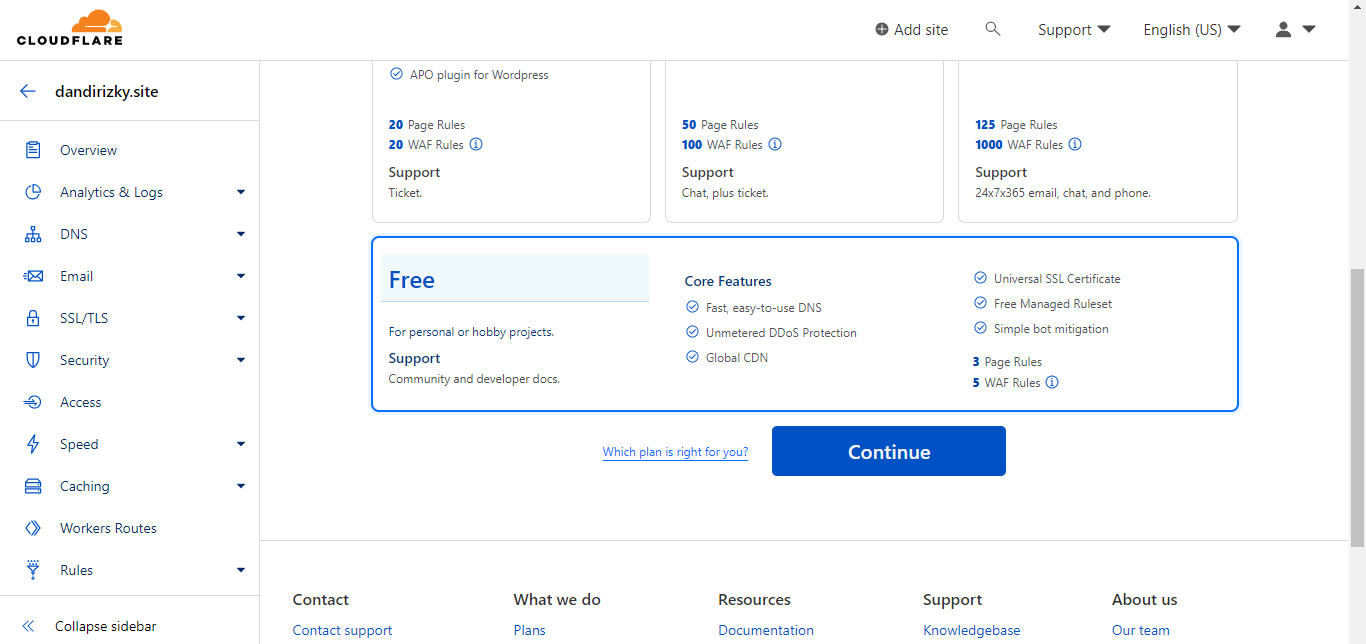 CLOUDFLARE
Add site
Support
English (US)
dandirizky.site
Overview
Analytics & Logs
DNS
Email
SSL/TLS
Security
Access
Speed
Caching
Workers Routes
Rules
Collapse sidebar
APO plugin for Wordpress
20 Page Rules
20 WAF Rules
Support
Ticket.
50 Page Rules
100 WAF Rules
Support
Chat, plus ticket.
125 Page Rules
1000 WAF Rules
Support
24x7x365 email, chat, and phone.
Free
For personal or hobby projects.
Support
Community and developer docs.
Core Features
Fast, easy-to-use DNS
Unmetered DDoS Protection
Global CDN
Universal SSL Certificate
Free Managed Ruleset
Simple bot mitigation
3 Page Rules
5 WAF Rules
Which plan is right for you?
Continue
Contact
Contact support
What we do
Plans
Resources
Documentation
Support
Knowledgebase
About us
Our team